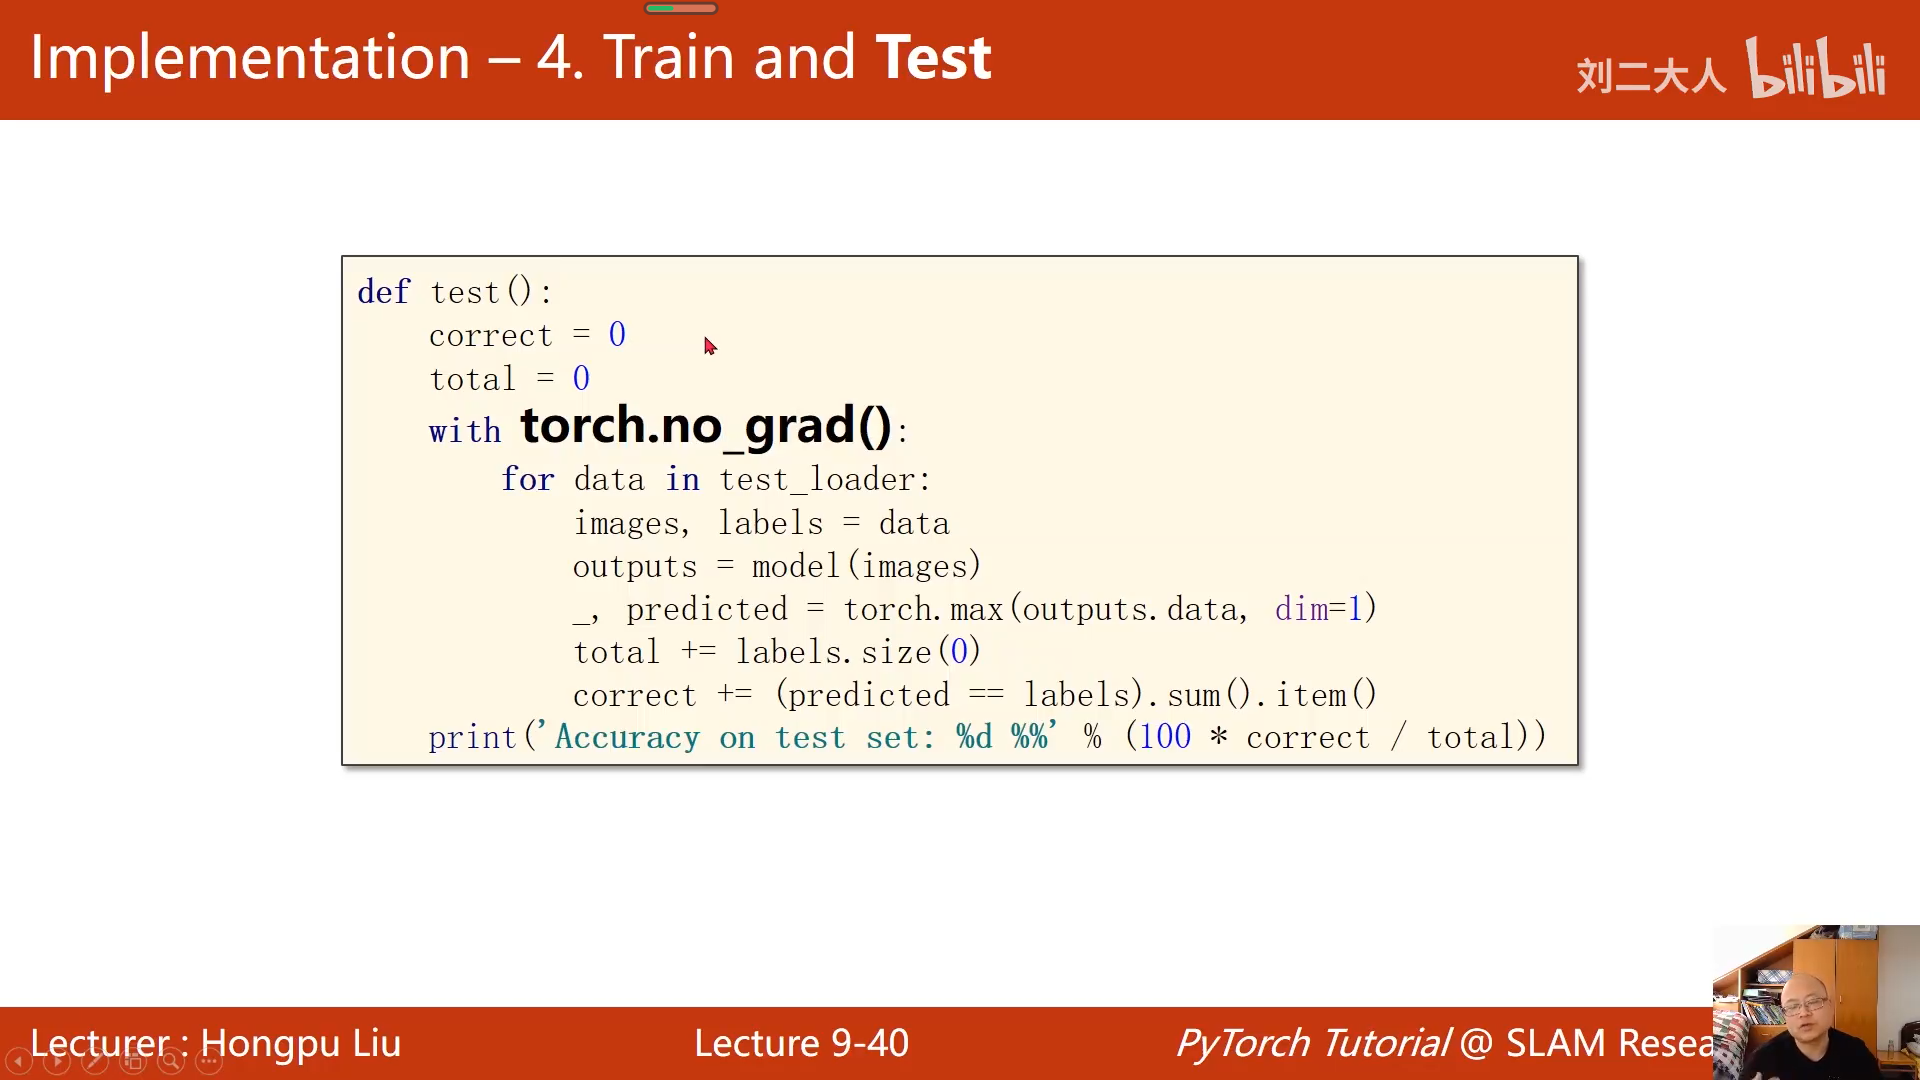 Implementation – 4. Train and Test
刘二大人 bilibili
def test():
    correct = 0
    total = 0
    with torch.no_grad():
        for data in test_loader:
            images, labels = data
            outputs = model(images)
            _, predicted = torch.max(outputs.data, dim=1)
            total += labels.size(0)
            correct += (predicted == labels).sum().item()
    print('Accuracy on test set: %d %%' % (100 * correct / total))
Lecturer : Hongpu Liu
Lecture 9-40
PyTorch Tutorial @ SLAM Resea